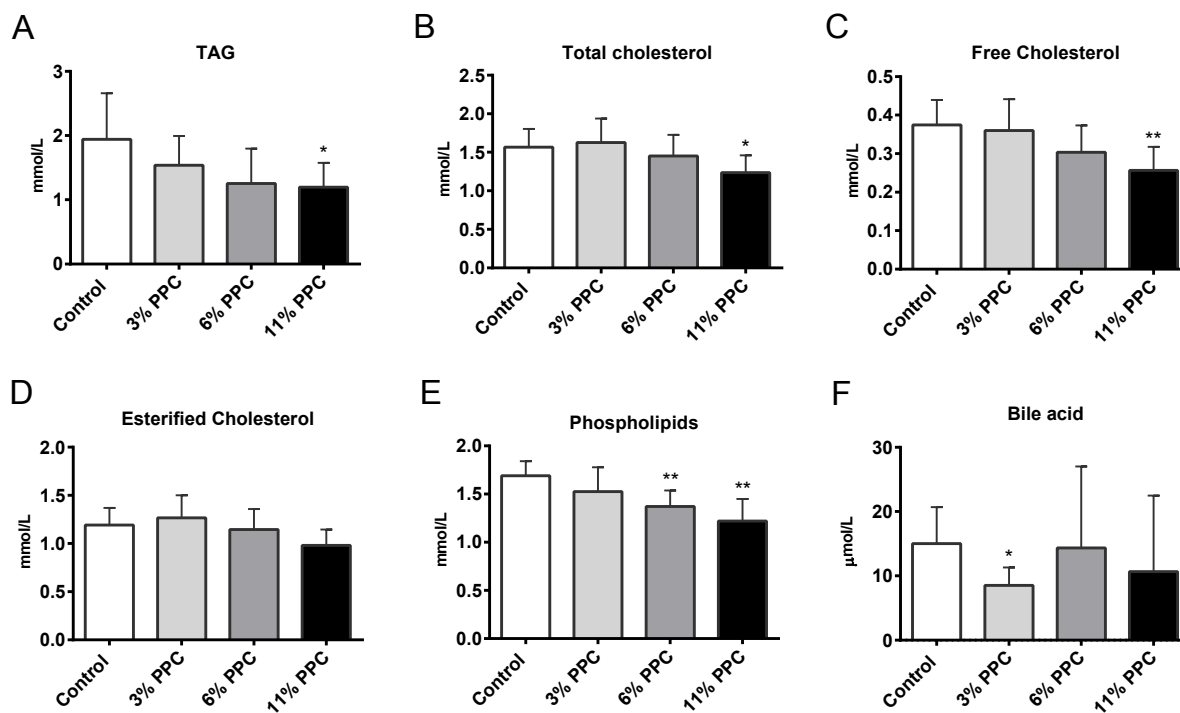 A
TAG
mmol/L
3
2
1
0
*
Control
3% PPC
6% PPC
11% PPC
B
Total cholesterol
mmol/L
2.5
2.0
1.5
1.0
0.5
0.0
*
Control
3% PPC
6% PPC
11% PPC
C
Free Cholesterol
mmol/L
0.5
0.4
0.3
0.2
0.1
0.0
**
Control
3% PPC
6% PPC
11% PPC
D
Esterified Cholesterol
mmol/L
2.0
1.5
1.0
0.5
0.0
Control
3% PPC
6% PPC
11% PPC
E
Phospholipids
mmol/L
2.0
1.5
1.0
0.5
0.0
**
**
Control
3% PPC
6% PPC
11% PPC
F
Bile acid
µmol/L
30
20
10
0
*
Control
3% PPC
6% PPC
11% PPC